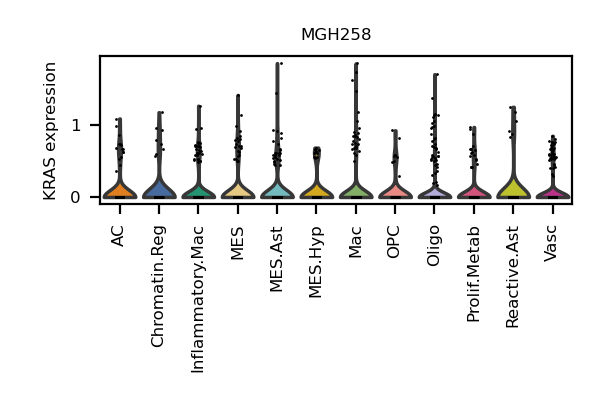 MGH258
KRAS expression
1
0
AC
Chromatin.Reg
Inflammatory.Mac
MES
MES.Ast
MES.Hyp
Mac
OPC
Oligo
Prolif.Metab
Reactive.Ast
Vasc